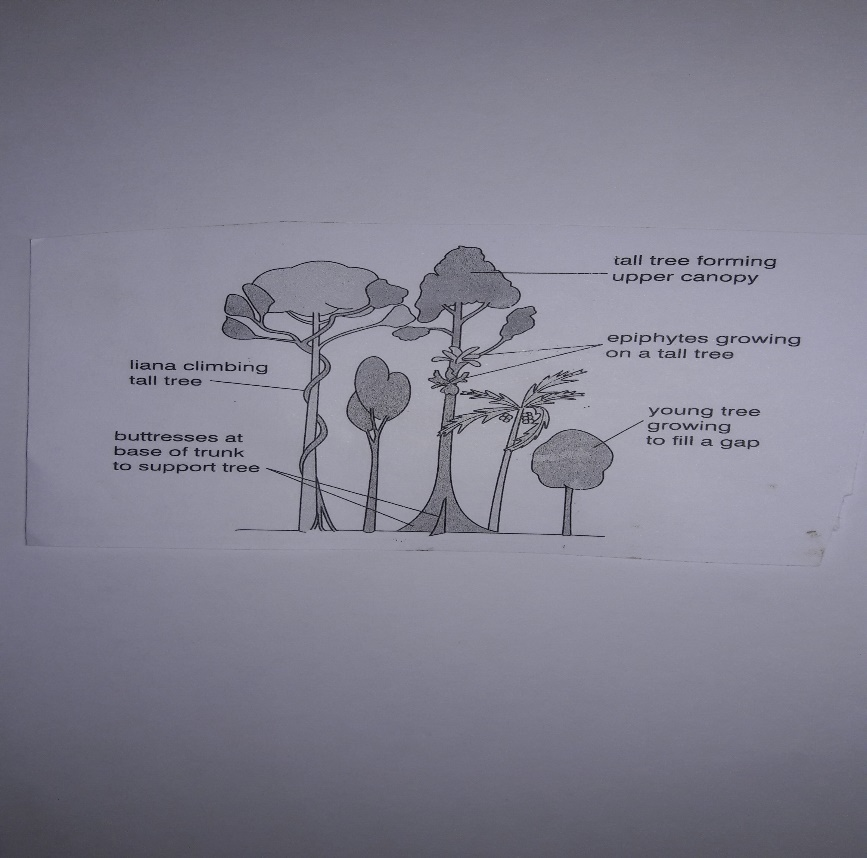 tall tree forming
upper canopy
epiphytes growing
on a tall tree
liana climbing
tall tree
young tree
growing
to fill a gap
buttresses at
base of trunk
to support tree